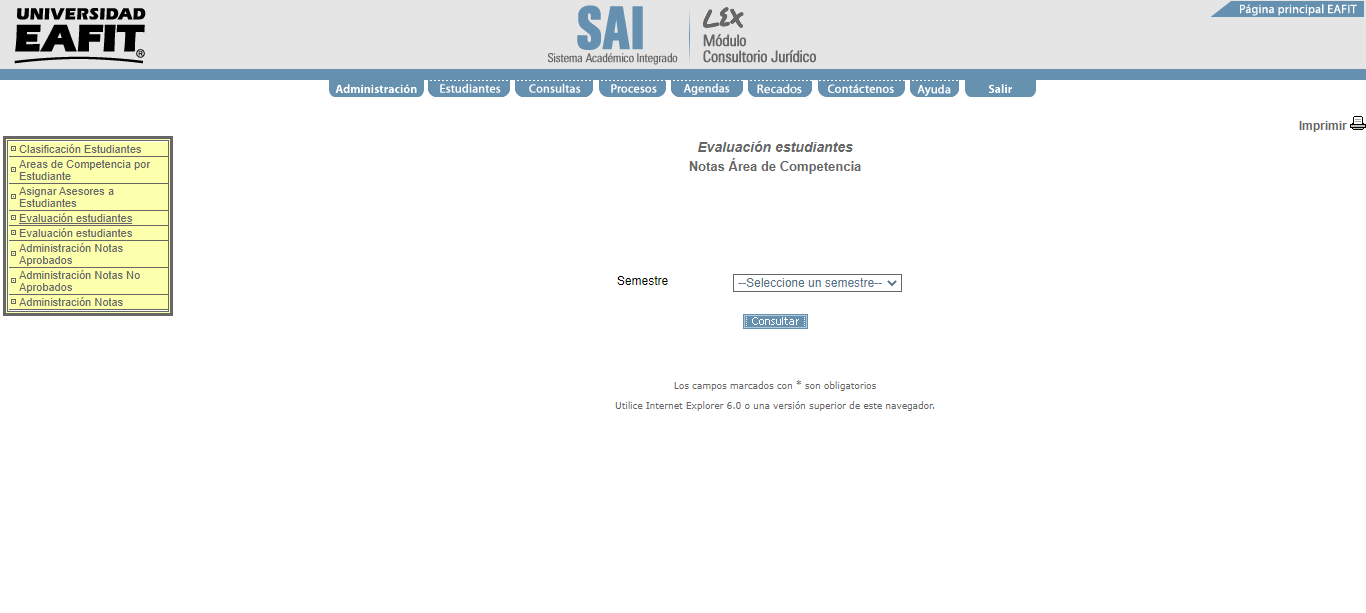 UNIVERSIDAD
EAFIT®
SAI
Sistema Académico Integrado
LEX
Módulo
Consultorio Jurídico
Página principal EAFIT
Administración Estudiantes Consultas Procesos Agendas Recados Contáctenos Ayuda Salir
Imprimir
Clasificación Estudiantes
Areas de Competencia por
Estudiante
Asignar Asesores a
Estudiantes
Evaluación estudiantes
Evaluación estudiantes
Administración Notas
Aprobados
Administración Notas No
Aprobados
Administración Notas
Evaluación estudiantes
Notas Área de Competencia
Semestre --Seleccione un semestre--
Consultar
Los campos marcados con * son obligatorios
Utilice Internet Explorer 6.0 o una versión superior de este navegador.